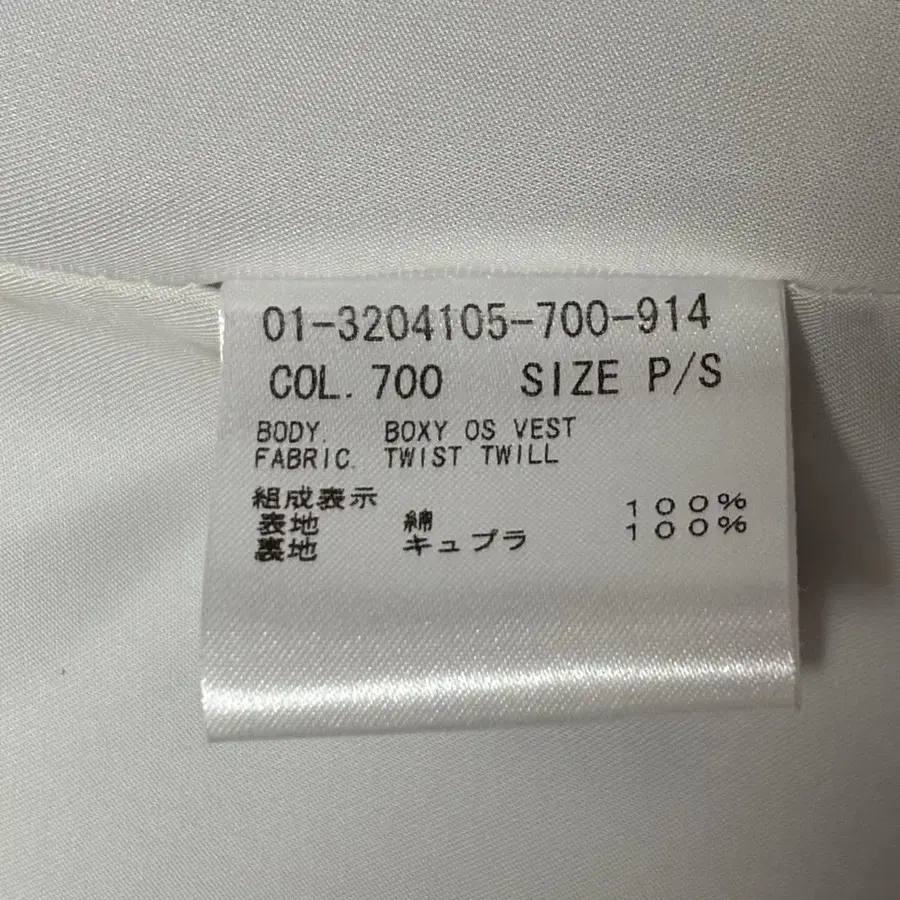 01-3204105-700-914
COL. 700 SIZE P/S
BODY. BOXY OS VEST
FABRIC. TWIST TWILL
組成表示
表地 綿 100%
裏地 キュプラ 100%